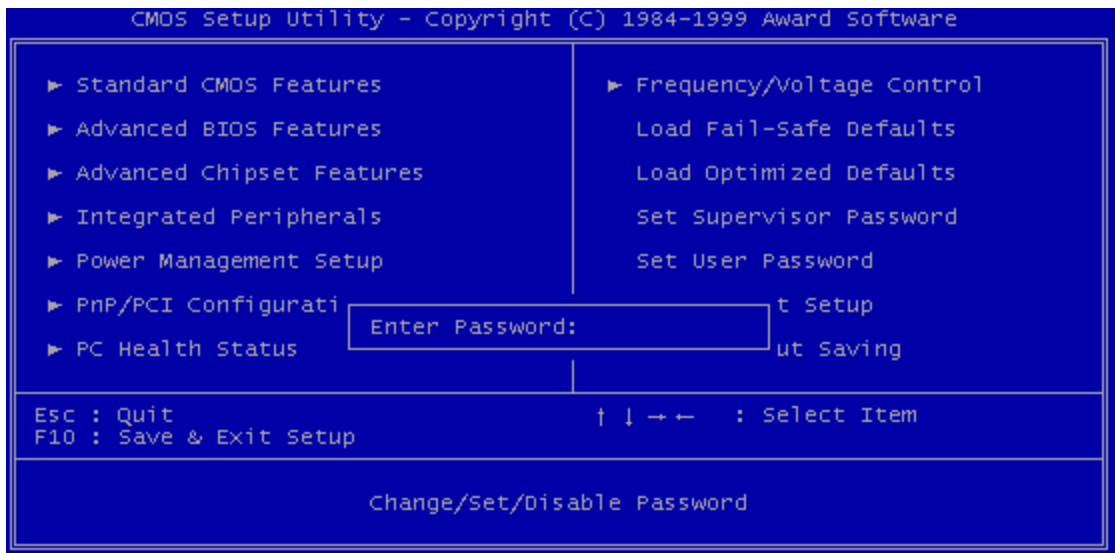 CMOS Setup Utility - Copyright (C) 1984-1999 Award Software
► Standard CMOS Features
► Advanced BIOS Features
► Advanced Chipset Features
► Integrated Peripherals
► Power Management Setup
► PnP/PCI Configurati
► PC Health Status
► Frequency/Voltage Control
Load Fail-Safe Defaults
Load Optimized Defaults
Set Supervisor Password
Set User Password
t Setup
ut Saving
Enter Password:
Esc : Quit
F10 : Save & Exit Setup
↑ ↓ → ← : Select Item
Change/Set/Disable Password